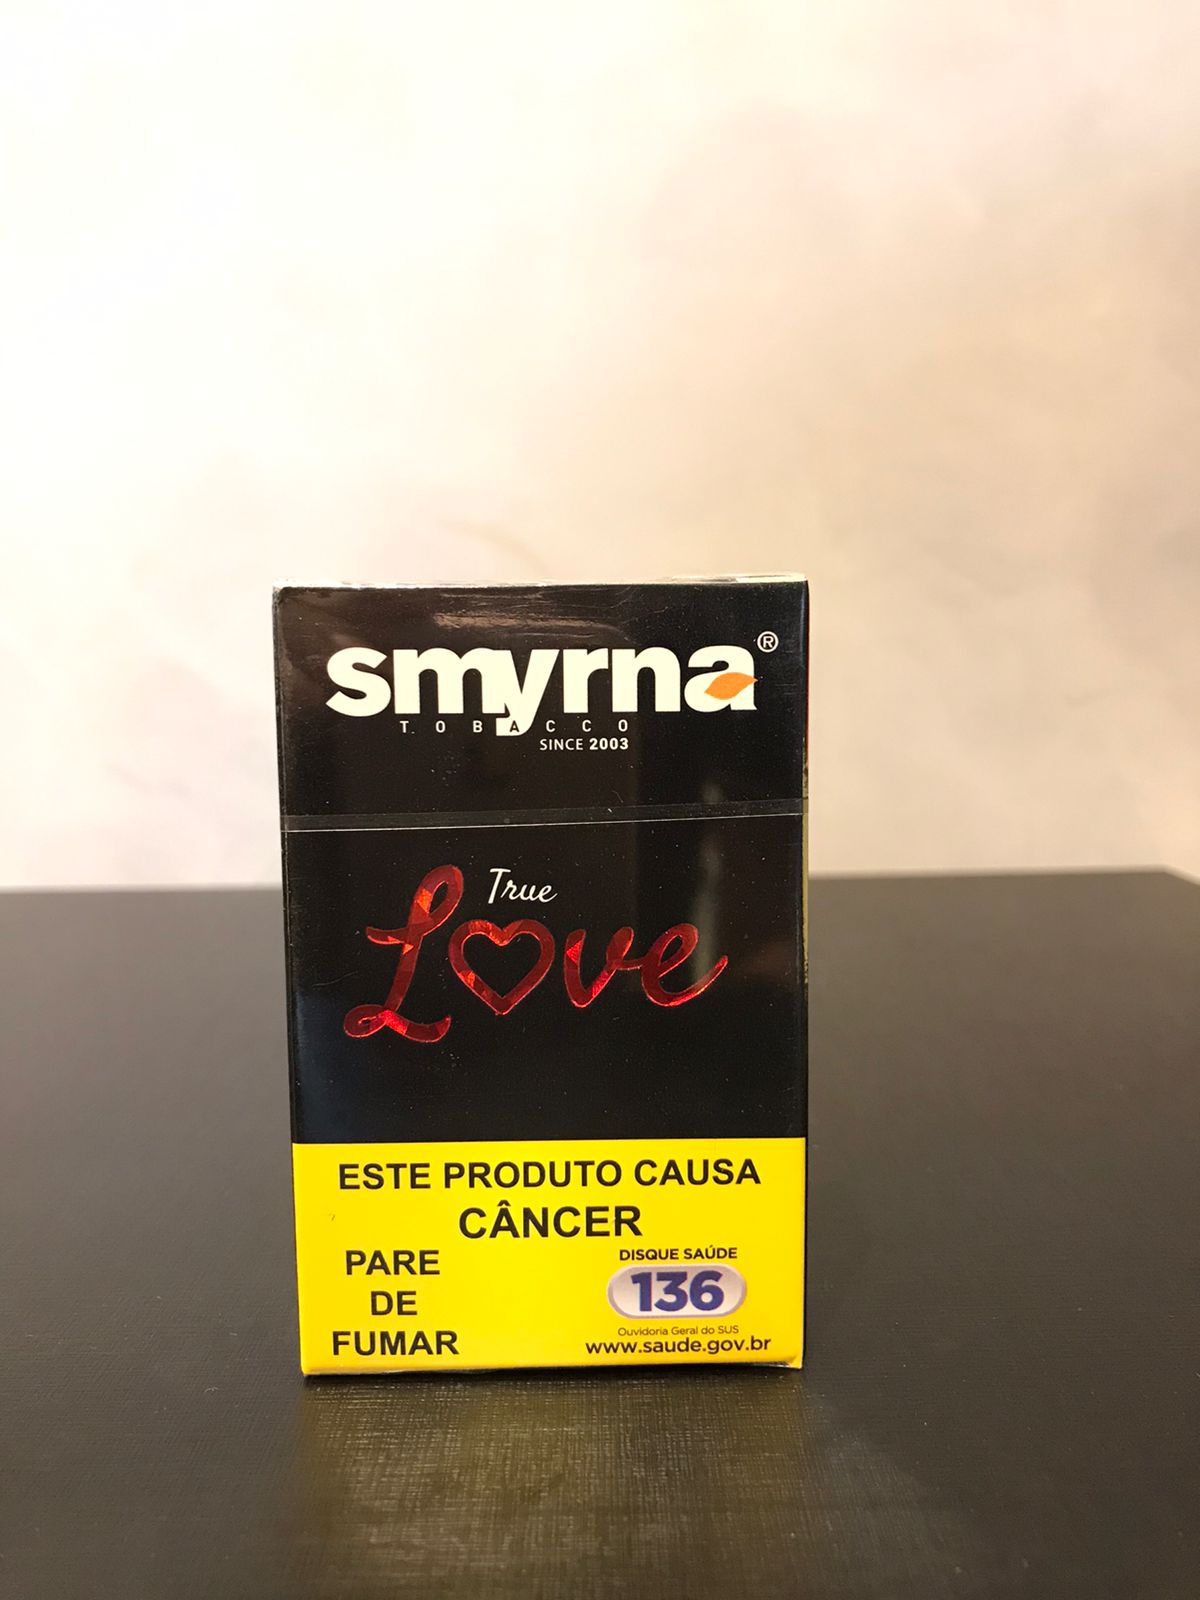 smyrna®
TOBACCO
SINCE 2003
True
Love
ESTE PRODUTO CAUSA
CÂNCER
PARE
DE
FUMAR
DISQUE SAÚDE
136
Ouvidoria Geral do SUS
www.saude.gov.br